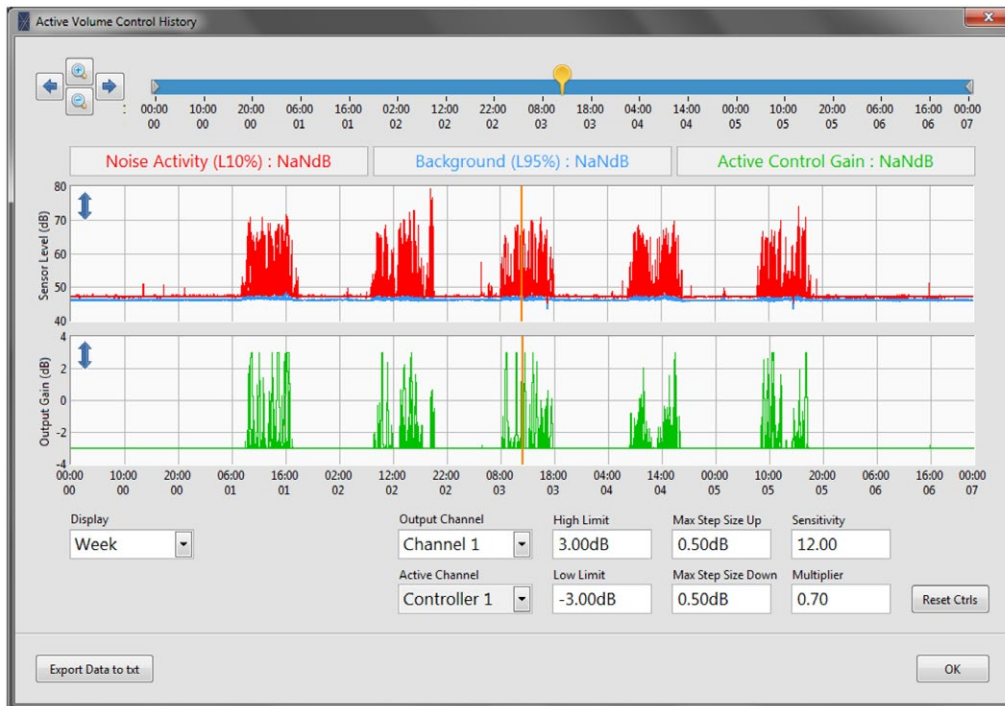 Active Volume Control History
00:00 10:00 20:00 06:00 16:00 02:00 12:00 22:00 08:00 18:00 04:00 14:00 00:00 10:00 20:00 06:00 16:00 00:00
00 00 00 01 01 02 02 02 03 03 04 04 05 05 05 06 06 07
Noise Activity (L10%) : NaNdB
Background (L95%) : NaNdB
Active Control Gain : NaNdB
Sensor Level (dB)
80
70
60
50
40
Output Gain (dB)
4
2
0
-2
-4
00:00 10:00 20:00 06:00 16:00 02:00 12:00 22:00 08:00 18:00 04:00 14:00 00:00 10:00 20:00 06:00 16:00 00:00
00 00 00 01 01 02 02 02 03 03 04 04 05 05 05 06 06 07
Display
Week
Output Channel
Channel 1
High Limit
3.00dB
Max Step Size Up
0.50dB
Sensitivity
12.00
Active Channel
Controller 1
Low Limit
-3.00dB
Max Step Size Down
0.50dB
Multiplier
0.70
Reset Ctrls
Export Data to txt
OK